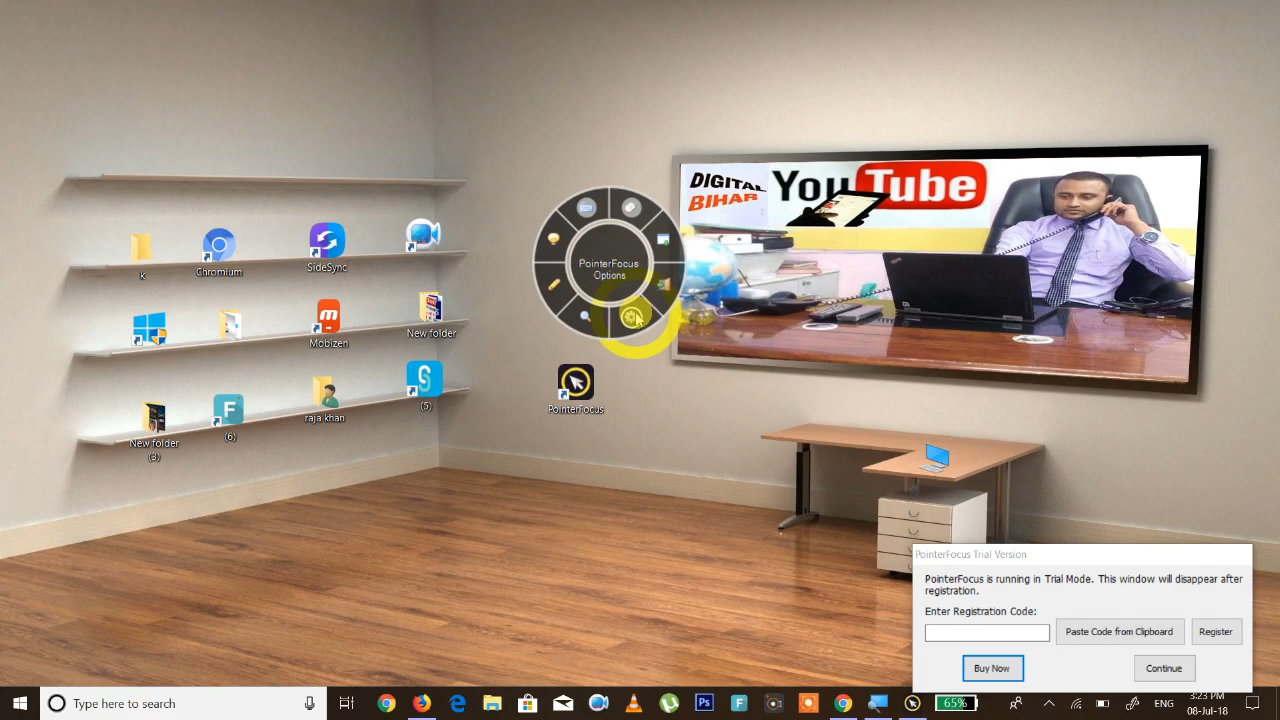 DIGITAL
BIHAR
YouTube
K
Chromium
SideSync
PointerFocus
Options
Mobizen
New folder
PointerFocus
New folder
(3)
(6)
raja khan
(5)
PointerFocus Trial Version
PointerFocus is running in Trial Mode. This window will disappear after
registration.
Enter Registration Code:
Paste Code from Clipboard
Register
Buy Now
Continue
Type here to search
65%
ENG
3:23 PM
08-Jul-18